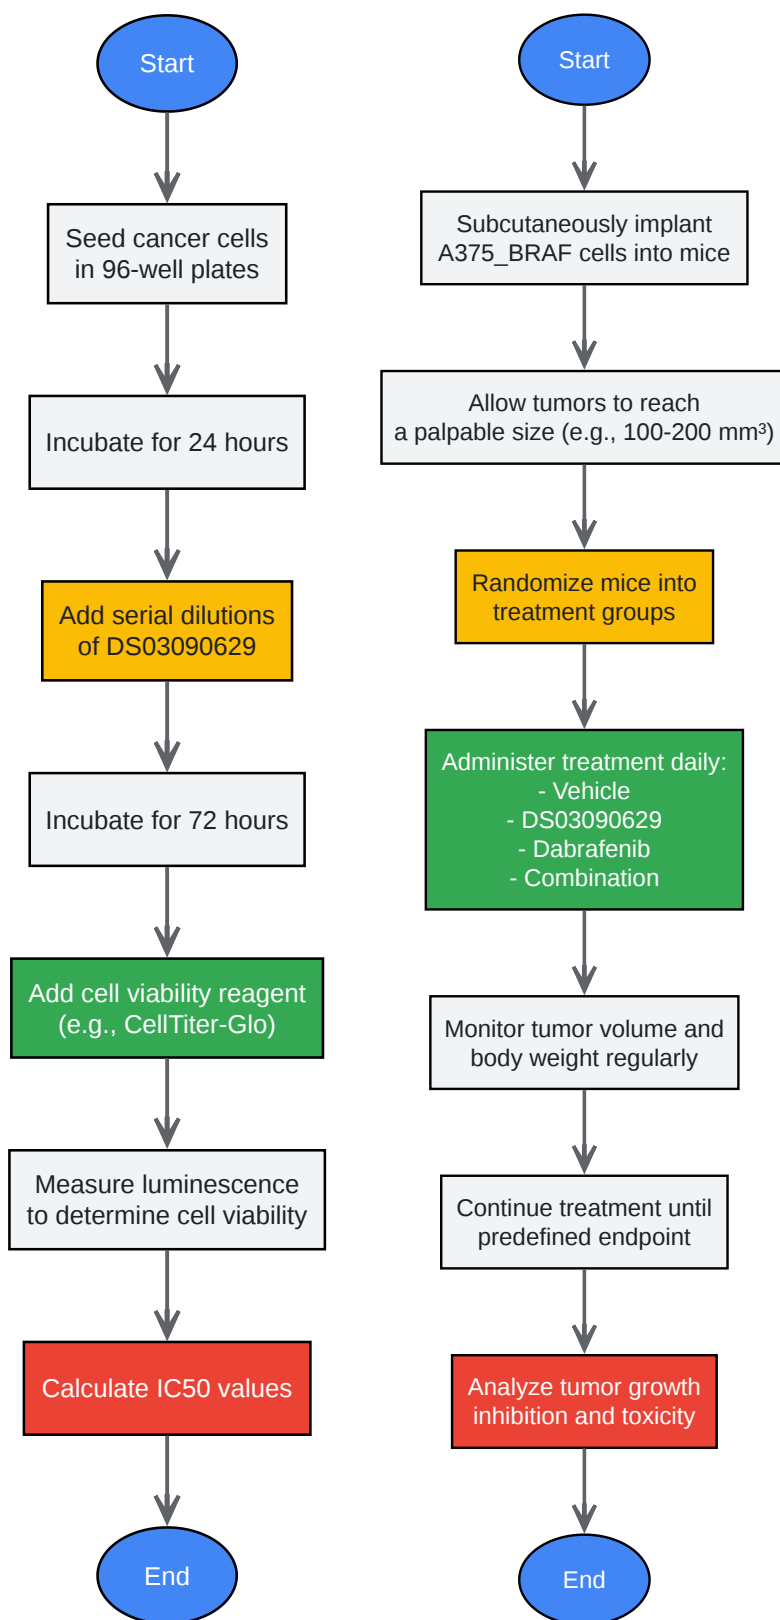 Start
Seed cancer cells
in 96-well plates
Incubate for 24 hours
Add serial dilutions
of DS03090629
Incubate for 72 hours
Add cell viability reagent
(e.g., CellTiter-Glo)
Measure luminescence
to determine cell viability
Calculate IC50 values
End
Start
Subcutaneously implant
A375_BRAF cells into mice
Allow tumors to reach
a palpable size (e.g., 100-200 mm³)
Randomize mice into
treatment groups
Administer treatment daily:
- Vehicle
- DS03090629
- Dabrafenib
- Combination
Monitor tumor volume and
body weight regularly
Continue treatment until
predefined endpoint
Analyze tumor growth
inhibition and toxicity
End